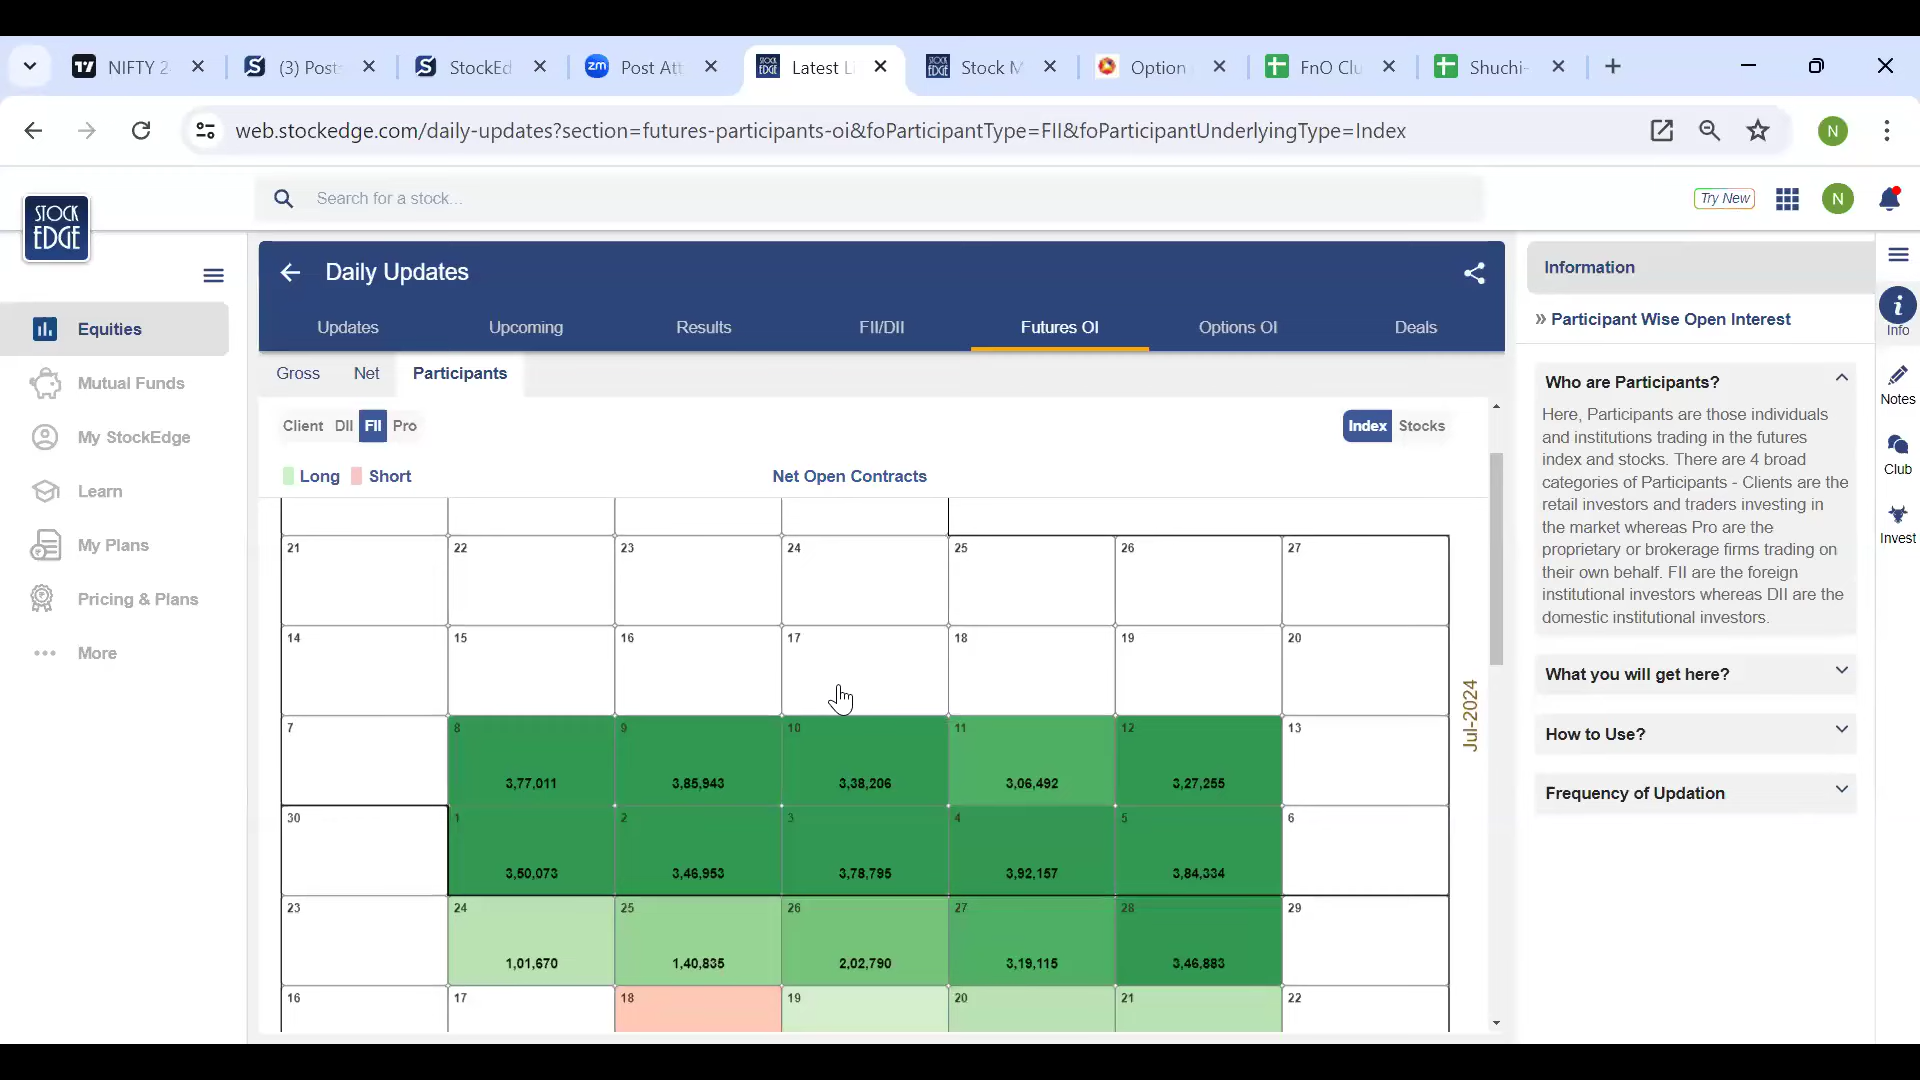 NIFTY 2
(3) Posts
StockEd
Post Att
Latest Li
Stock M
Option
FnO Clu
Shuchi-
web.stockedge.com/daily-updates?section=futures-participants-oi&foParticipantType=FII&foParticipantUnderlyingType=Index
N
STOCK EDGE
Search for a stock...
Try New
N
Equities
Mutual Funds
My StockEdge
Learn
My Plans
Pricing & Plans
More
Daily Updates
Updates Upcoming Results FII/DII Futures OI Options OI Deals
Gross Net Participants
Client DII FII Pro
Index Stocks
Long Short
Net Open Contracts
21 22 23 24 25 26 27
14 15 16 17 18 19 20
7 8 9 10 11 12 13
3,77,011 3,85,943 3,38,206 3,06,492 3,27,255
30 1 2 3 4 5 6
3,50,073 3,46,953 3,78,795 3,92,157 3,84,334
23 24 25 26 27 28 29
1,01,670 1,40,835 2,02,790 3,19,115 3,46,883
16 17 18 19 20 21 22
Jul-2024
Information
» Participant Wise Open Interest
Who are Participants?
Here, Participants are those individuals
and institutions trading in the futures
index and stocks. There are 4 broad
categories of Participants - Clients are the
retail investors and traders investing in
the market whereas Pro are the
proprietary or brokerage firms trading on
their own behalf. FII are the foreign
institutional investors whereas DII are the
domestic institutional investors.
What you will get here?
How to Use?
Frequency of Updation
Info
Notes
Club
Invest